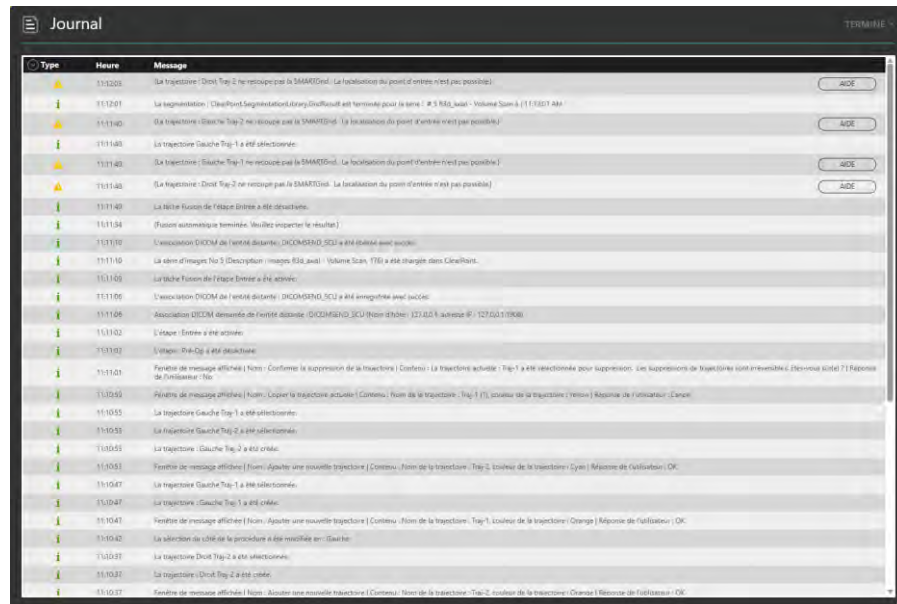 Journal
TERMINÉ
Type Heure Message
11:12:03 [La trajectoire : Droit Traj-2 ne recoupe pas la SMARTGrid. La localisation du point d'entrée n'est pas possible.] AIDE
11:12:01 La segmentation : ClearPoint.SegmentationLibrary.GridResult est terminée pour la série : # 5 R3d_axial - Volume Scan à
11:11:40 [La trajectoire : Gauche Traj-2 ne recoupe pas la SMARTGrid. La localisation du point d'entrée n'est pas possible.] AIDE
11:11:40 La trajectoire Gauche Traj-1 a été sélectionnée.
11:11:40 [La trajectoire : Gauche Traj-1 ne recoupe pas la SMARTGrid. La localisation du point d'entrée n'est pas possible.] AIDE
11:11:40 [La trajectoire : Droit Traj-2 ne recoupe pas la SMARTGrid. La localisation du point d'entrée n'est pas possible.] AIDE
11:11:40 La tâche Fusion de l'étape Entrée a été désactivée.
11:11:34 [Fusion automatique terminée. Veuillez inspecter le résultat.]
11:11:10 L'association DICOM de l'entité distante : DICOMSEND_SCU a été libérée avec succès.
11:11:10 La série d'images No 5 (Description : Images R3d_axial - Volume Scan, 176) a été chargée dans ClearPoint.
La tâche Fusion de l'étape Entrée a été activée.
11:11:06 L'association DICOM de l'entité distante : DICOMSEND_SCU a été enregistrée avec succès.
11:11:06 Association DICOM demandée de l'entité distante : DICOMSEND_SCU (Nom d'hôte : 127.0.0.1, adresse IP : 127.0.0.1:1908)
11:11:02 L'étape : Entrée a été activée.
11:11:02 L'étape : Pré-Op a été désactivée.
11:11:01 Fenêtre de message affichée | Nom : Confirmer la suppression de la trajectoire | Contenu : La trajectoire actuelle : Traj-1 a été sélectionnée pour suppression. Les suppressions de trajectoires sont irréversibles. Etes-vous sûr(e) ? | Réponse
de l'utilisateur : No
11:10:59 Fenêtre de message affichée | Nom : Copier la trajectoire actuelle | Contenu : Nom de la trajectoire : Traj-1 (1), couleur de la trajectoire : Yellow | Réponse de l'utilisateur : Cancel
11:10:55 La trajectoire Gauche Traj-1 a été sélectionnée.
11:10:53 La trajectoire Gauche Traj-2 a été sélectionnée.
11:10:53 La trajectoire : Gauche Traj-2 a été créée.
11:10:53 Fenêtre de message affichée | Nom : Ajouter une nouvelle trajectoire | Contenu : Nom de la trajectoire : Traj-2, couleur de la trajectoire : Cyan | Réponse de l'utilisateur : OK
11:10:47 La trajectoire Gauche Traj-1 a été sélectionnée.
11:10:47 La trajectoire : Gauche Traj-1 a été créée.
11:10:47 Fenêtre de message affichée | Nom : Ajouter une nouvelle trajectoire | Contenu : Nom de la trajectoire : Traj-1, couleur de la trajectoire : Orange | Réponse de l'utilisateur : OK
11:10:42 La sélection du côté de la procédure a été modifiée en : Gauche
11:10:37 La trajectoire Droit Traj-2 a été sélectionnée.
11:10:37 La trajectoire : Droit Traj-2 a été créée.
11:10:37 Fenêtre de message affichée | Nom : Ajouter une nouvelle trajectoire | Contenu : Nom de la trajectoire : Traj-2, couleur de la trajectoire : Orange | Réponse de l'utilisateur : OK